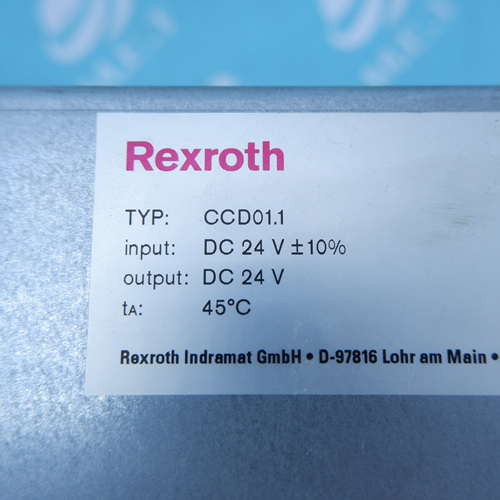 Rexroth
TYP: CCD01.1
input: DC 24 V ±10%
output: DC 24 V
tA: 45°C
Rexroth Indramat GmbH • D-97816 Lohr am Main •